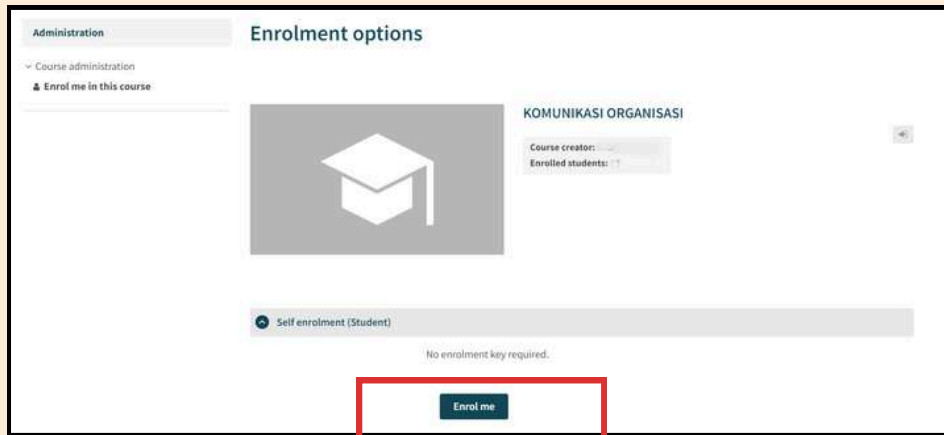 Administration
Course administration
Enrol me in this course
Enrolment options
KOMUNIKASI ORGANISASI
Course creator:
Enrolled students:
Self enrolment (Student)
No enrolment key required.
Enrol me